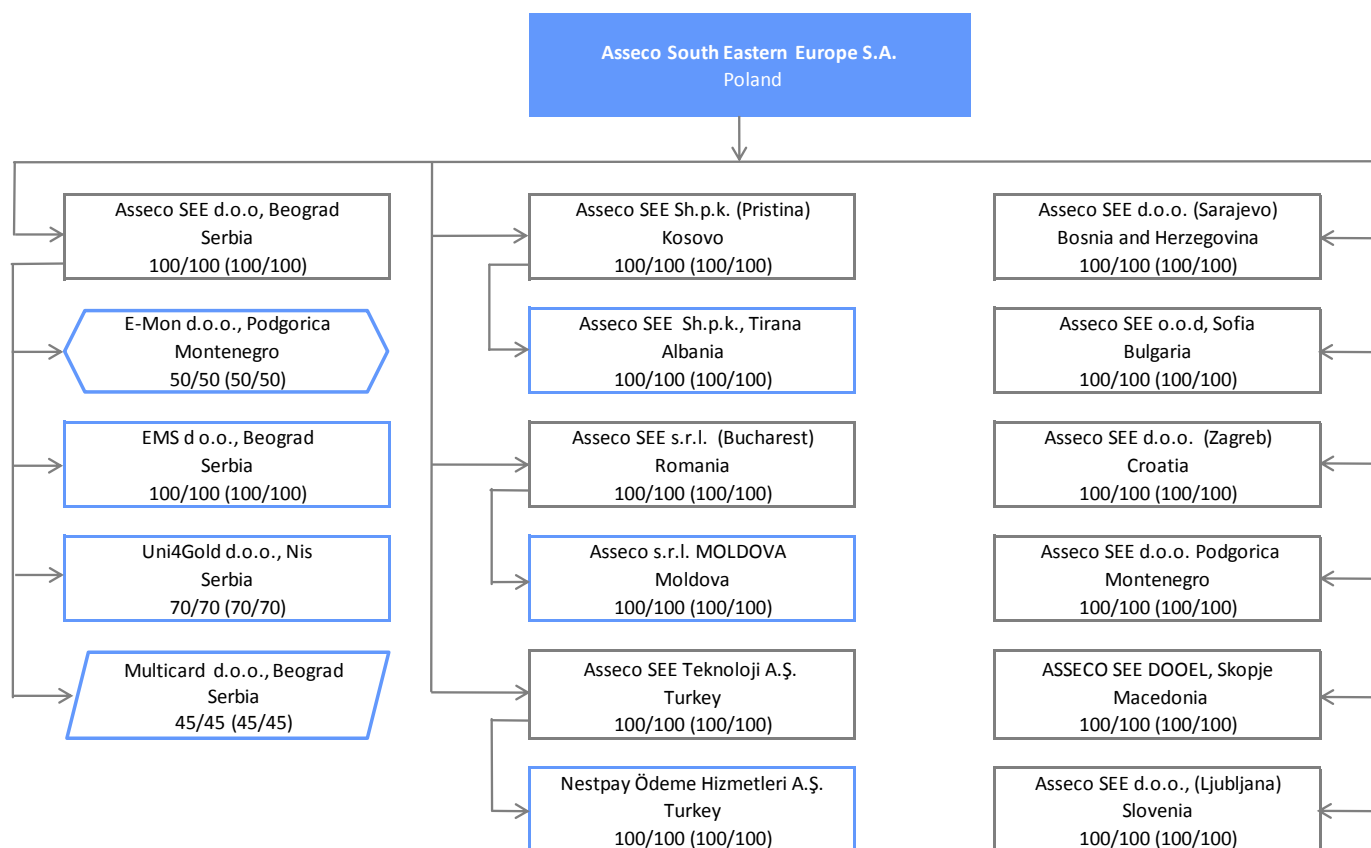 Asseco South Eastern Europe S.A.
Poland
Asseco SEE d.o.o, Beograd
Serbia
100/100 (100/100)
E-Mon d.o.o., Podgorica
Montenegro
50/50 (50/50)
EMS d o.o., Beograd
Serbia
100/100 (100/100)
Uni4Gold d.o.o., Nis
Serbia
70/70 (70/70)
Multicard d.o.o., Beograd
Serbia
45/45 (45/45)
Asseco SEE Sh.p.k. (Pristina)
Kosovo
100/100 (100/100)
Asseco SEE Sh.p.k., Tirana
Albania
100/100 (100/100)
Asseco SEE s.r.l. (Bucharest)
Romania
100/100 (100/100)
Asseco s.r.l. MOLDOVA
Moldova
100/100 (100/100)
Asseco SEE Teknoloji A.Ş.
Turkey
100/100 (100/100)
Nestpay Ödeme Hizmetleri A.Ş.
Turkey
100/100 (100/100)
Asseco SEE d.o.o. (Sarajevo)
Bosnia and Herzegovina
100/100 (100/100)
Asseco SEE o.o.d, Sofia
Bulgaria
100/100 (100/100)
Asseco SEE d.o.o. (Zagreb)
Croatia
100/100 (100/100)
Asseco SEE d.o.o. Podgorica
Montenegro
100/100 (100/100)
ASSECO SEE DOOEL, Skopje
Macedonia
100/100 (100/100)
Asseco SEE d.o.o., (Ljubljana)
Slovenia
100/100 (100/100)